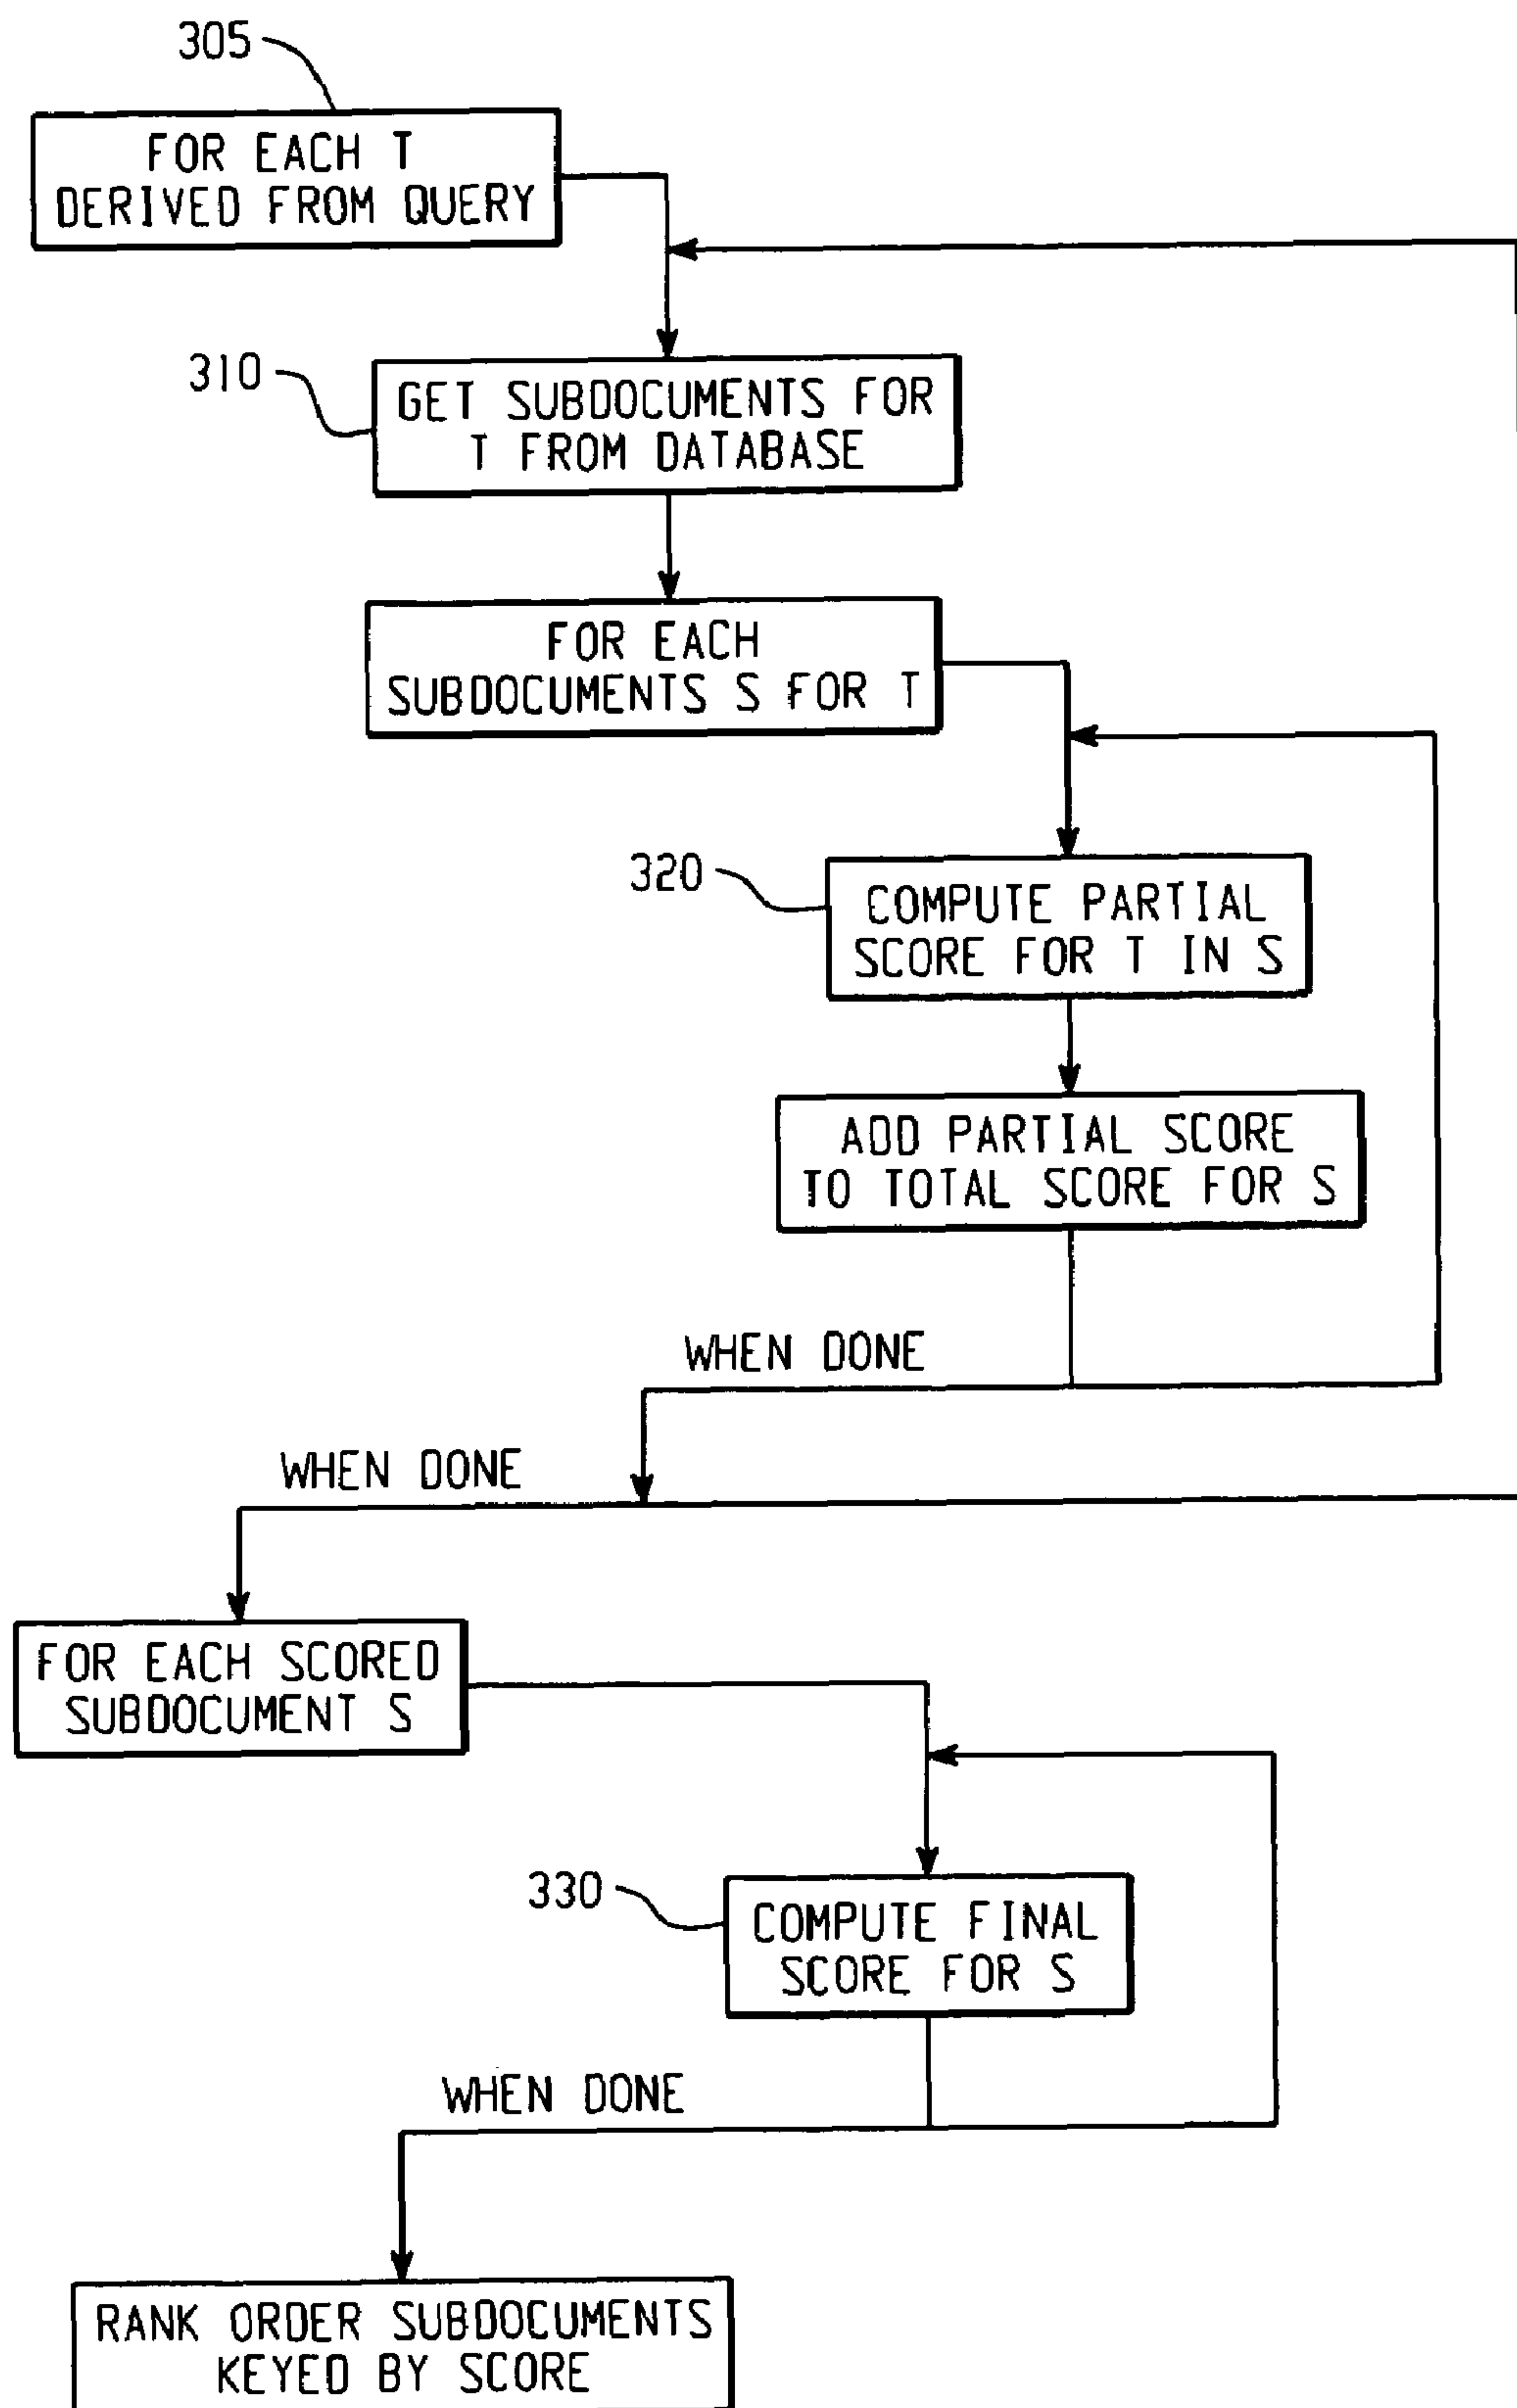 305
FOR EACH T
DERIVED FROM QUERY
310
GET SUBDOCUMENTS FOR
T FROM DATABASE
FOR EACH
SUBDOCUMENTS S FOR T
320
COMPUTE PARTIAL
SCORE FOR T IN S
ADD PARTIAL SCORE
TO TOTAL SCORE FOR S
WHEN DONE
WHEN DONE
FOR EACH SCORED
SUBDOCUMENT S
330
COMPUTE FINAL
SCORE FOR S
WHEN DONE
RANK ORDER SUBDOCUMENTS
KEYED BY SCORE